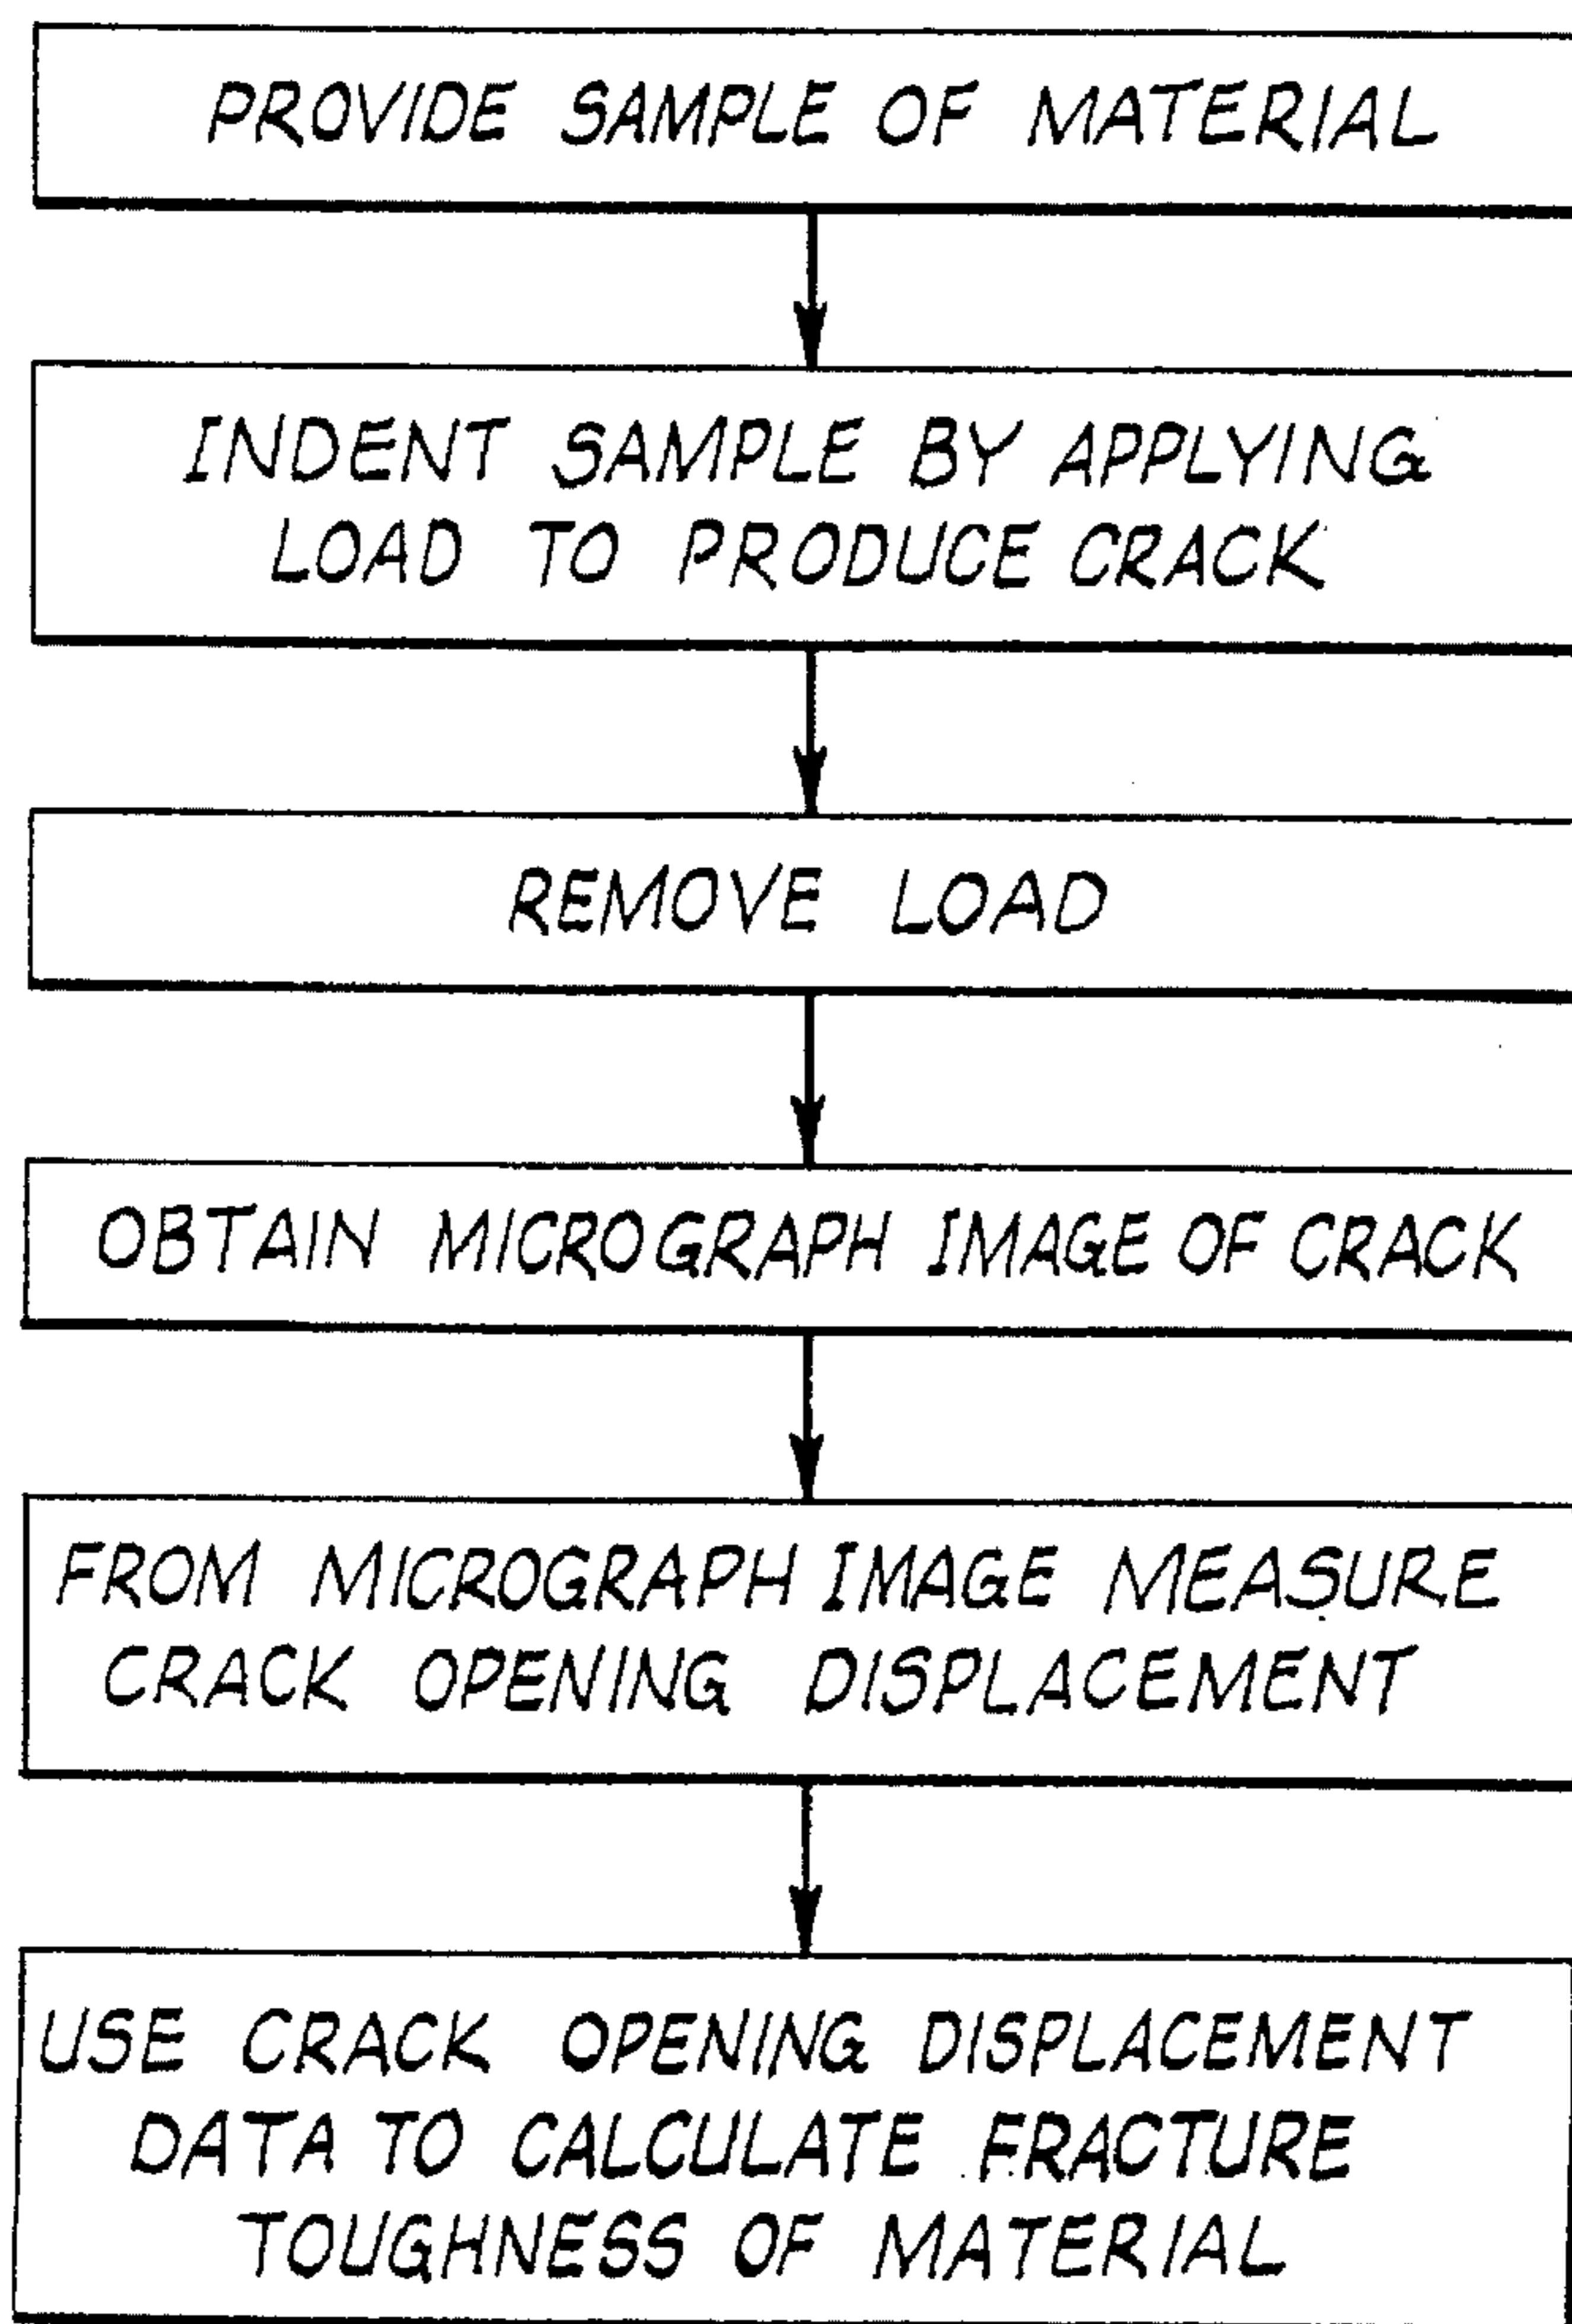 PROVIDE SAMPLE OF MATERIAL
INDENT SAMPLE BY APPLYING
LOAD TO PRODUCE CRACK
REMOVE LOAD
OBTAIN MICROGRAPH IMAGE OF CRACK
FROM MICROGRAPH IMAGE MEASURE
CRACK OPENING DISPLACEMENT
USE CRACK OPENING DISPLACEMENT
DATA TO CALCULATE FRACTURE
TOUGHNESS OF MATERIAL